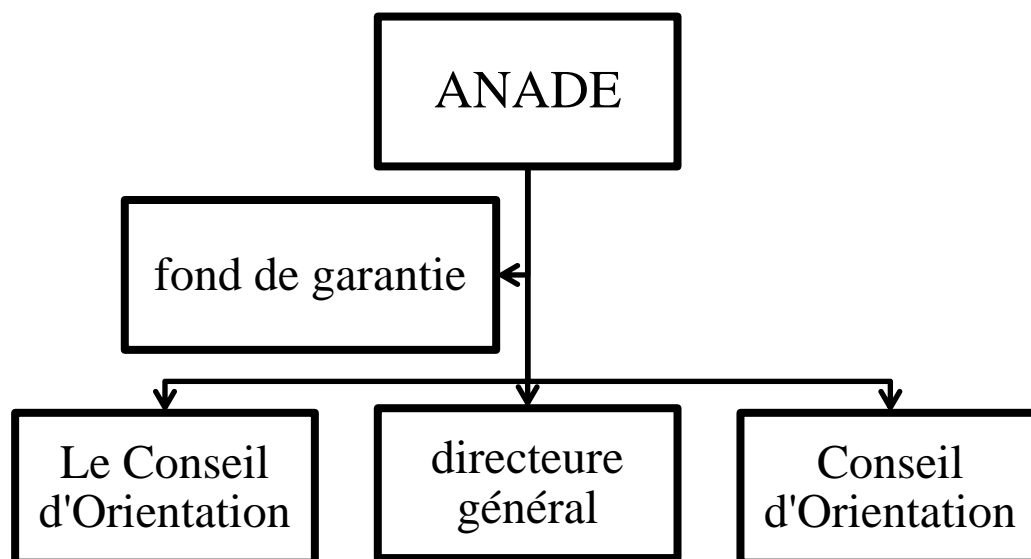 ANADE
fond de garantie
Le Conseil
d'Orientation
directeure
général
Conseil
d'Orientation